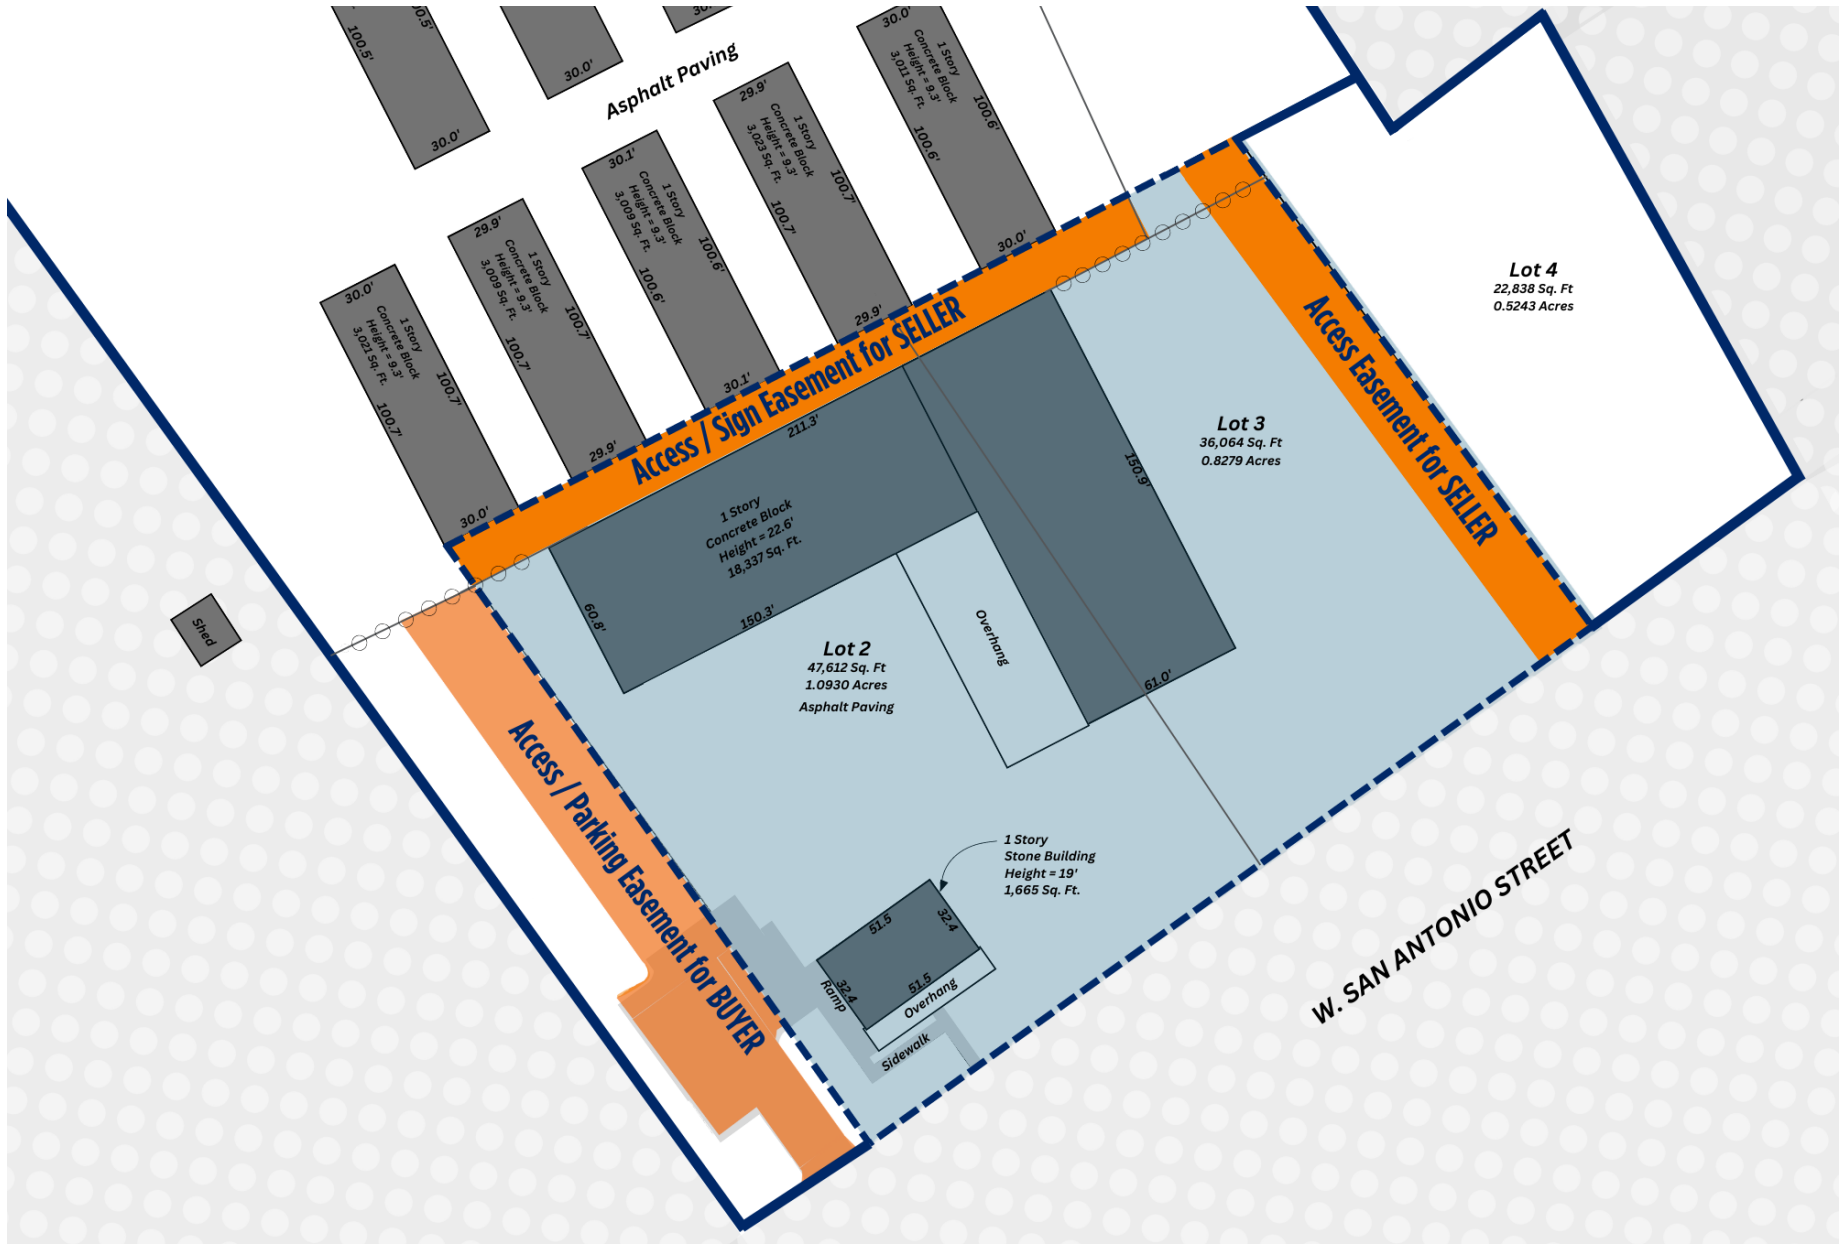 100.5'
00.5'
30.0'
30.0'
30.
Asphalt Paving
30.0'
1 Story
Concrete Block
Height = 9.3'
3,011 Sq. Ft.
100.6'
100.6'
30.0'
29.9'
1 Story
Concrete Block
Height = 9.3'
3,023 Sq. Ft.
100.7'
100.7'
29.9'
30.1'
1 Story
Concrete Block
Height = 9.3'
3,009 Sq. Ft.
100.6'
100.6'
30.1'
29.9'
1 Story
Concrete Block
Height = 9.3'
3,009 Sq. Ft.
100.7'
100.7'
29.9'
30.0'
1 Story
Concrete Block
Height = 9.3'
3,021 Sq. Ft.
100.7'
100.7'
30.0'
Shed
Access / Sign Easement for SELLER
Access Easement for SELLER
Access / Parking Easement for BUYER
Lot 4
22,838 Sq. Ft
0.5243 Acres
Lot 3
36,064 Sq. Ft
0.8279 Acres
211.3'
1 Story
Concrete Block
Height = 22.6'
18,337 Sq. Ft.
60.8'
150.3'
150.9'
61.0'
Overhang
Lot 2
47,612 Sq. Ft
1.0930 Acres
Asphalt Paving
1 Story
Stone Building
Height = 19'
1,665 Sq. Ft.
51.5
32.4
32.4
51.5
Ramp
Overhang
Sidewalk
W. SAN ANTONIO STREET